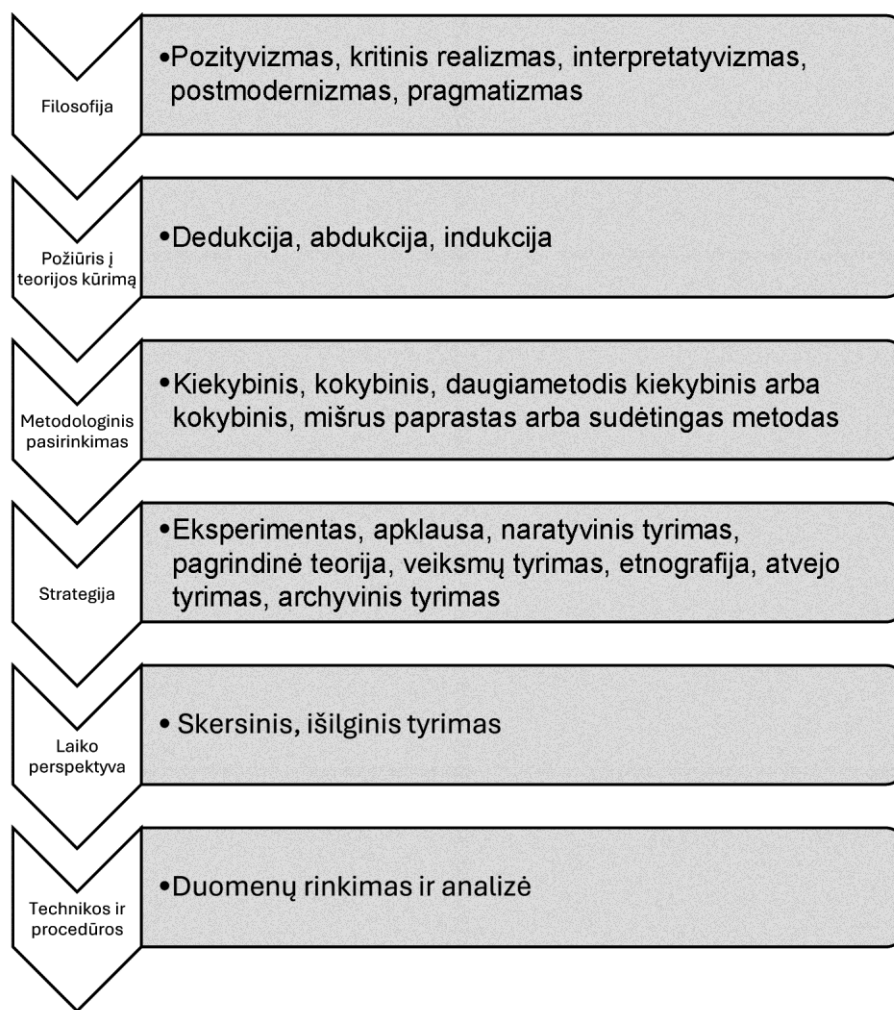 Filosofija
•Pozityvizmas, kritinis realizmas, interpretatyvizmas,
postmodernizmas, pragmatizmas
Požiūris į
teorijos kūrimą
•Dedukcija, abdukcija, indukcija
Metodologinis
pasirinkimas
•Kiekybinis, kokybinis, daugiametodis kiekybinis arba
kokybinis, mišrus paprastas arba sudėtingas metodas
Strategija
•Eksperimentas, apklausa, naratyvinis tyrimas,
pagrindinė teorija, veiksmų tyrimas, etnografija, atvejo
tyrimas, archyvinis tyrimas
Laiko
perspektyva
• Skersinis, išilginis tyrimas
Technikos ir
procedūros
•Duomenų rinkimas ir analizė